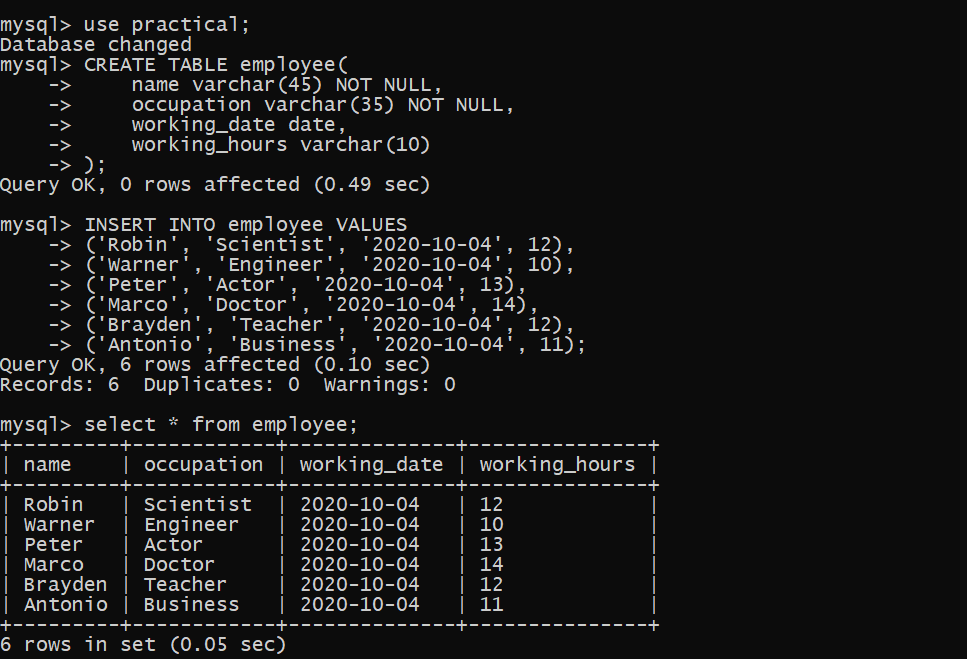 mysql> use practical;
Database changed
mysql> CREATE TABLE employee(
    ->     name varchar(45) NOT NULL,
    ->     occupation varchar(35) NOT NULL,
    ->     working_date date,
    ->     working_hours varchar(10)
    -> );
Query OK, 0 rows affected (0.49 sec)

mysql> INSERT INTO employee VALUES
    -> ('Robin', 'Scientist', '2020-10-04', 12),
    -> ('Warner', 'Engineer', '2020-10-04', 10),
    -> ('Peter', 'Actor', '2020-10-04', 13),
    -> ('Marco', 'Doctor', '2020-10-04', 14),
    -> ('Brayden', 'Teacher', '2020-10-04', 12),
    -> ('Antonio', 'Business', '2020-10-04', 11);
Query OK, 6 rows affected (0.10 sec)
Records: 6  Duplicates: 0  Warnings: 0

mysql> select * from employee;
+---------+------------+--------------+---------------+
| name    | occupation | working_date | working_hours |
+---------+------------+--------------+---------------+
| Robin   | Scientist  | 2020-10-04   | 12            |
| Warner  | Engineer   | 2020-10-04   | 10            |
| Peter   | Actor      | 2020-10-04   | 13            |
| Marco   | Doctor     | 2020-10-04   | 14            |
| Brayden | Teacher    | 2020-10-04   | 12            |
| Antonio | Business   | 2020-10-04   | 11            |
+---------+------------+--------------+---------------+
6 rows in set (0.05 sec)